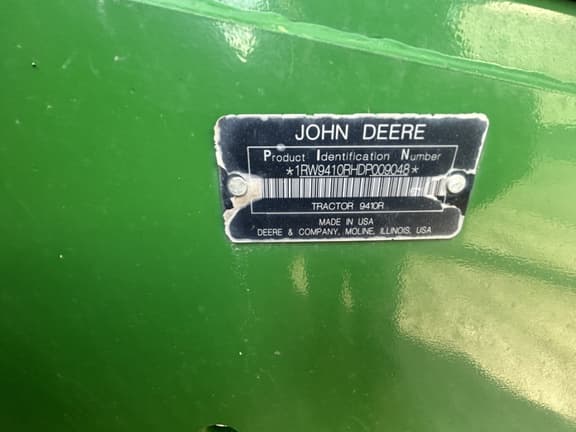 JOHN DEERE
Product Identification Number
*1RW9410RHDP009048*
TRACTOR 9410R
MADE IN USA
DEERE & COMPANY, MOLINE, ILLINOIS, USA